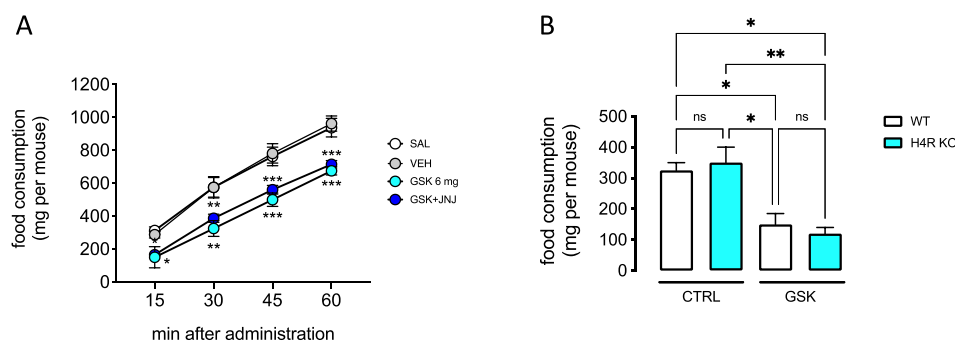 A
food consumption
(mg per mouse)
1200
1000
800
600
400
200
0
15
30
45
60
min after administration
*
*
**
**
***
***
***
***
SAL
VEH
GSK 6 mg
GSK+JNJ
B
food consumption
(mg per mouse)
500
400
300
200
100
0
*
**
*
ns
*
ns
CTRL
GSK
WT
H4R KO